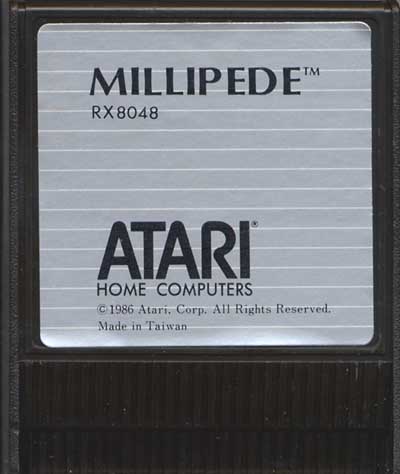 MILLIPEDE™
RX8048
ATARI®
HOME COMPUTERS
©1986 Atari, Corp. All Rights Reserved.
Made in Taiwan